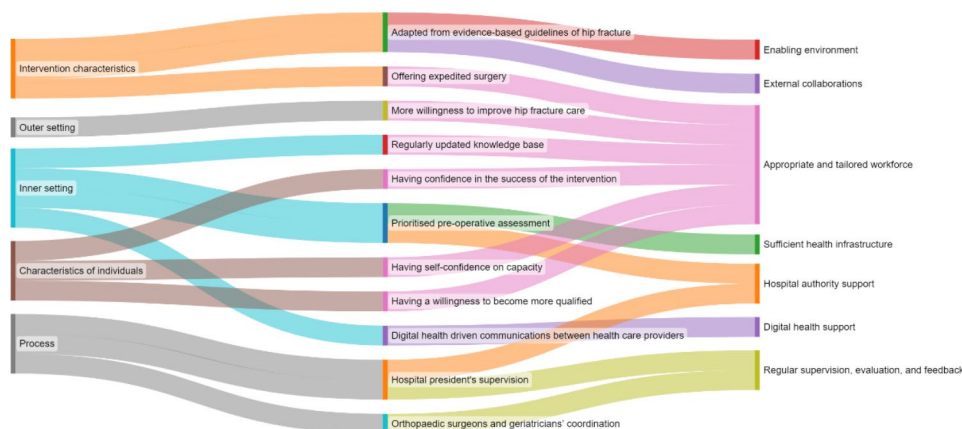 Intervention characteristics
Outer setting
Inner setting
Characteristics of individuals
Process
Adapted from evidence-based guidelines of hip fracture
Offering expedited surgery
More willingness to improve hip fracture care
Regularly updated knowledge base
Having confidence in the success of the intervention
Prioritised pre-operative assessment
Having self-confidence on capacity
Having a willingness to become more qualified
Digital health driven communications between health care providers
Hospital president's supervision
Orthopaedic surgeons and geriatricians' coordination
Enabling environment
External collaborations
Appropriate and tailored workforce
Sufficient health infrastructure
Hospital authority support
Digital health support
Regular supervision, evaluation, and feedback